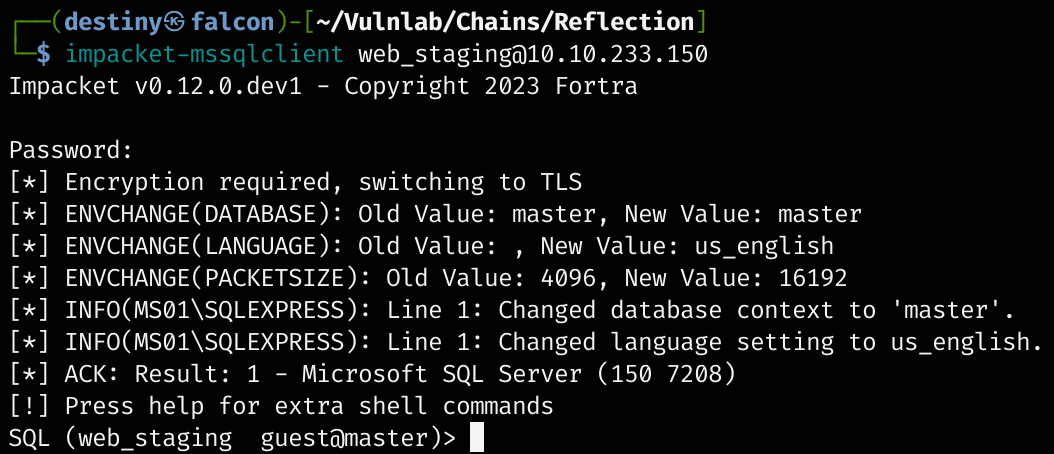 ┌──(destiny㉿falcon)-[~/Vulnlab/Chains/Reflection]
└─$ impacket-mssqlclient web_staging@10.10.233.150
Impacket v0.12.0.dev1 - Copyright 2023 Fortra
Password:
[*] Encryption required, switching to TLS
[*] ENVCHANGE(DATABASE): Old Value: master, New Value: master
[*] ENVCHANGE(LANGUAGE): Old Value: , New Value: us_english
[*] ENVCHANGE(PACKETSIZE): Old Value: 4096, New Value: 16192
[*] INFO(MS01\SQLEXPRESS): Line 1: Changed database context to 'master'.
[*] INFO(MS01\SQLEXPRESS): Line 1: Changed language setting to us_english.
[*] ACK: Result: 1 - Microsoft SQL Server (150 7208)
[!] Press help for extra shell commands
SQL (web_staging  guest@master)>